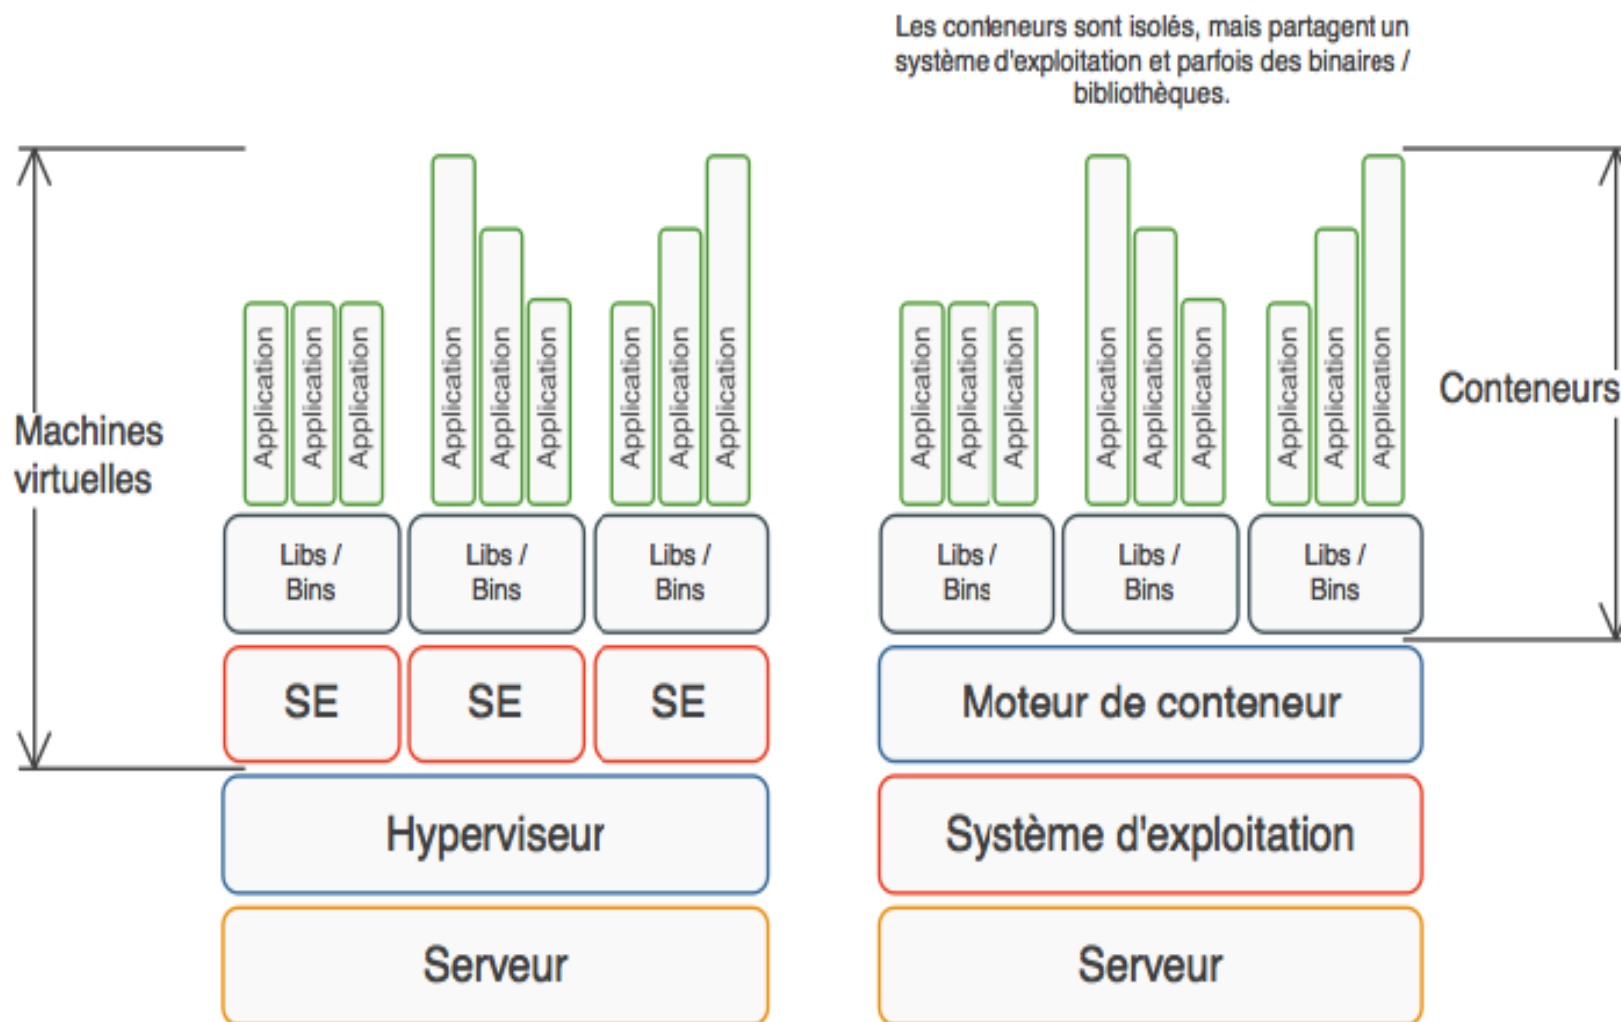 Les conteneurs sont isolés, mais partagent un
système d'exploitation et parfois des binaires /
bibliothèques.
Machines
virtuelles
Application
Application
Application
Application
Application
Application
Application
Application
Application
Libs /
Bins
Libs /
Bins
Libs /
Bins
SE
SE
SE
Hyperviseur
Serveur
Application
Application
Application
Application
Application
Application
Application
Application
Application
Conteneurs
Libs /
Bins
Libs /
Bins
Libs /
Bins
Moteur de conteneur
Système d'exploitation
Serveur